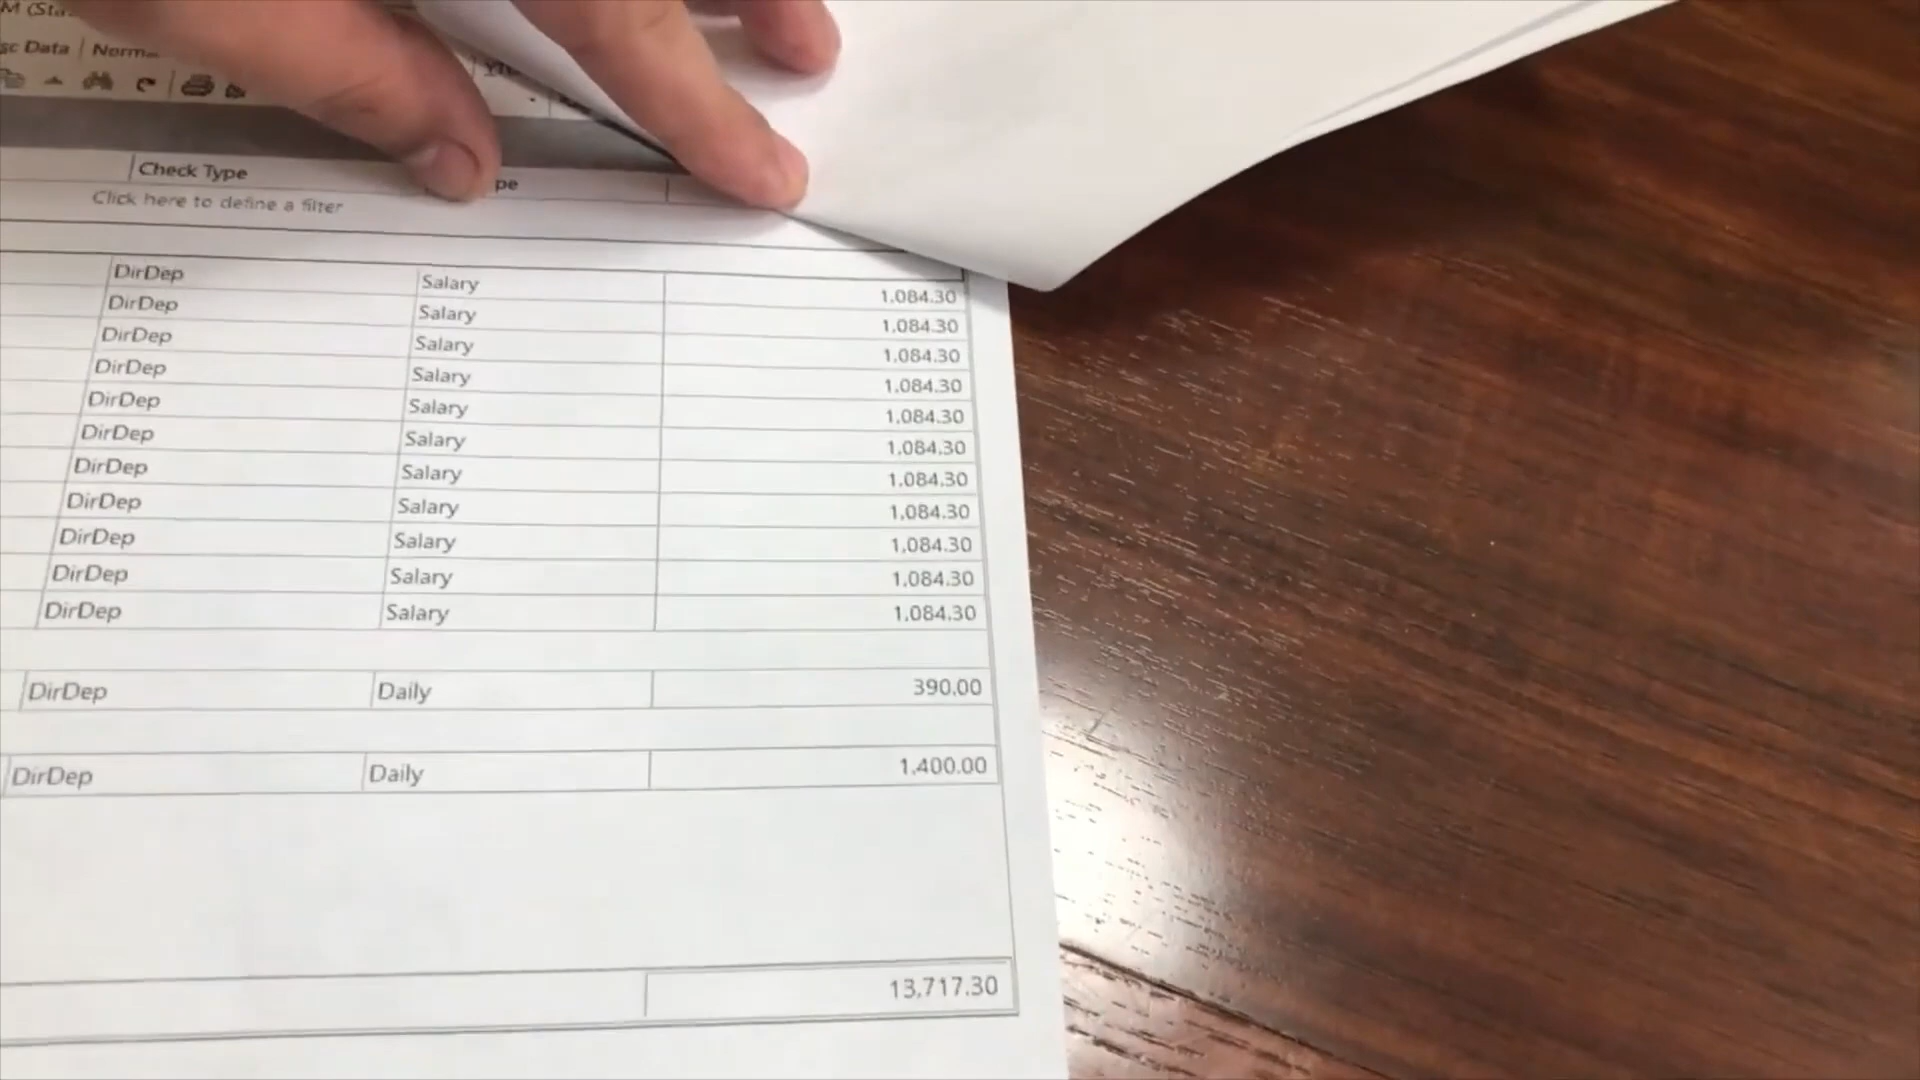 M (Sta
sc Data | Norma
Check Type pe
Click here to define a filter
DirDep Salary 1,084.30
DirDep Salary 1,084.30
DirDep Salary 1,084.30
DirDep Salary 1,084.30
DirDep Salary 1,084.30
DirDep Salary 1,084.30
DirDep Salary 1,084.30
DirDep Salary 1,084.30
DirDep Salary 1,084.30
DirDep Salary 1,084.30
DirDep Salary 1,084.30
DirDep Daily 390.00
DirDep Daily 1,400.00
13,717.30